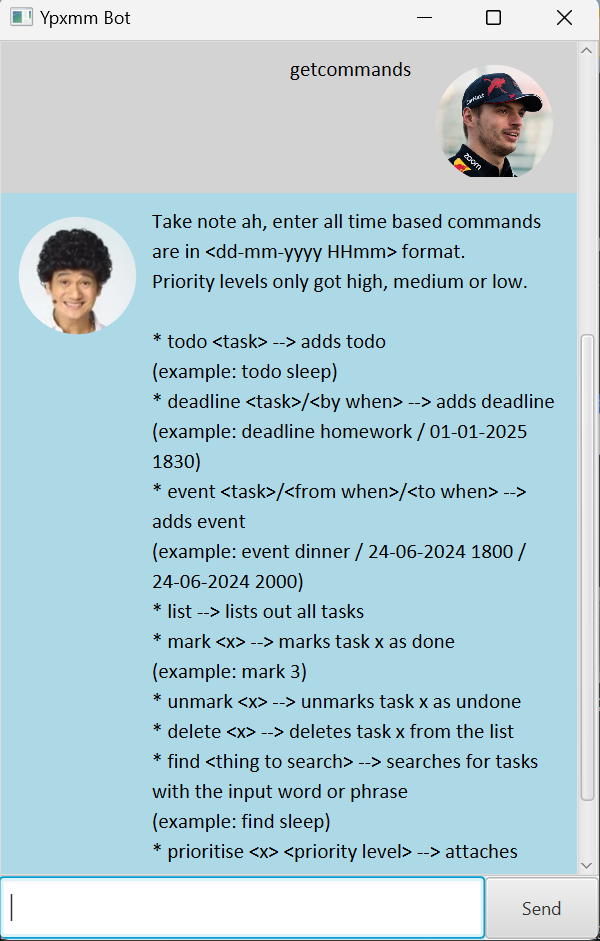 Ypxmm Bot
getcommands
zoom
Take note ah, enter all time based commands
are in <dd-mm-yyyy HHmm> format.
Priority levels only got high, medium or low.
* todo <task> --> adds todo
(example: todo sleep)
* deadline <task>/<by when> --> adds deadline
(example: deadline homework / 01-01-2025
1830)
* event <task>/<from when>/<to when> -->
adds event
(example: event dinner / 24-06-2024 1800 /
24-06-2024 2000)
* list --> lists out all tasks
* mark <x> --> marks task x as done
(example: mark 3)
* unmark <x> --> unmarks task x as undone
* delete <x> --> deletes task x from the list
* find <thing to search> --> searches for tasks
with the input word or phrase
(example: find sleep)
* prioritise <x> <priority level> --> attaches
Send